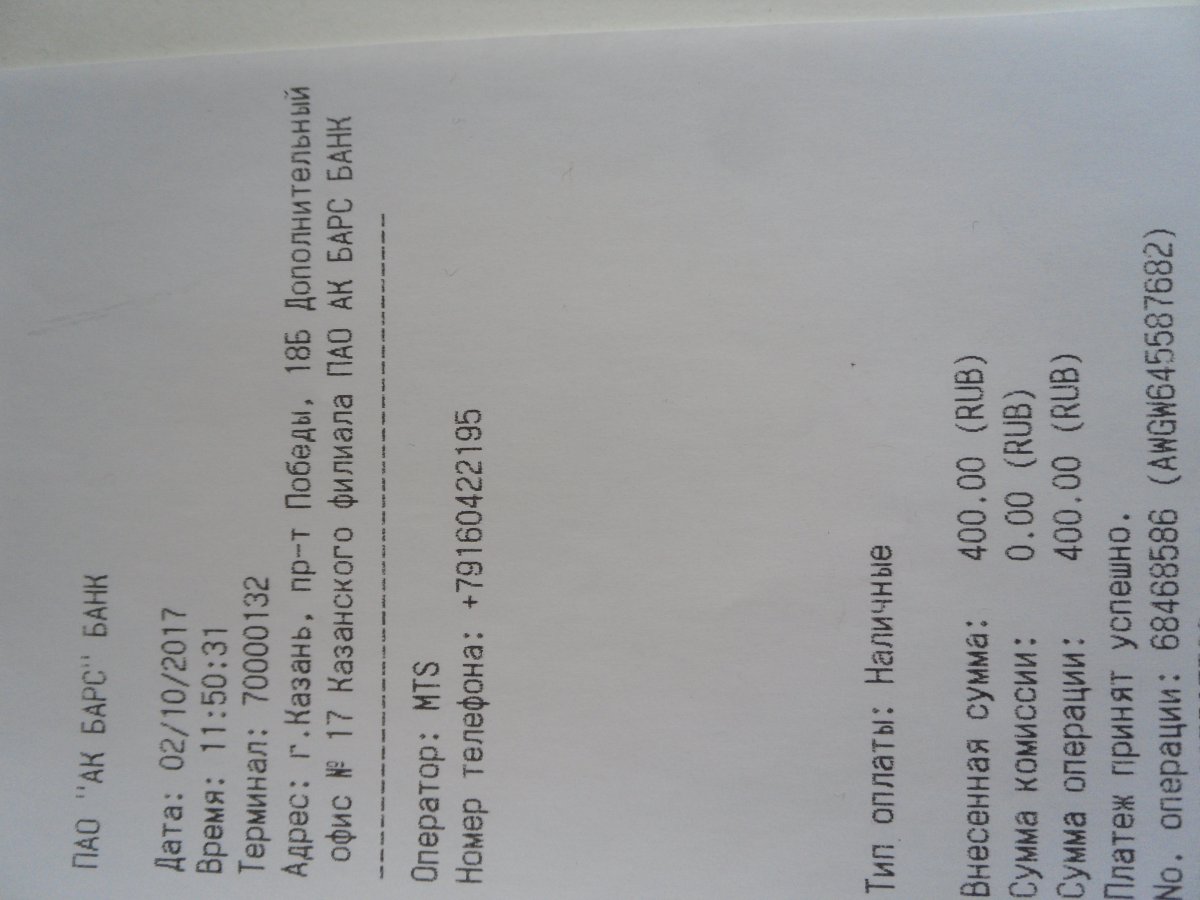 ПАО "АК БАРС" БАНК
Дата: 02/10/2017
Время: 11:50:31
Терминал: 70000132
Адрес: г.Казань, пр-т Победы, 18Б Дополнительный
офис № 17 Казанского филиала ПАО АК БАРС БАНК
------------------------------------------------
Оператор: MTS
Номер телефона: +79160422195
Тип оплаты: Наличные
Внесенная сумма: 400.00 (RUB)
Сумма комиссии: 0.00 (RUB)
Сумма операции: 400.00 (RUB)
Платеж принят успешно.
No. операции: 68468586 (AWGW645587682)